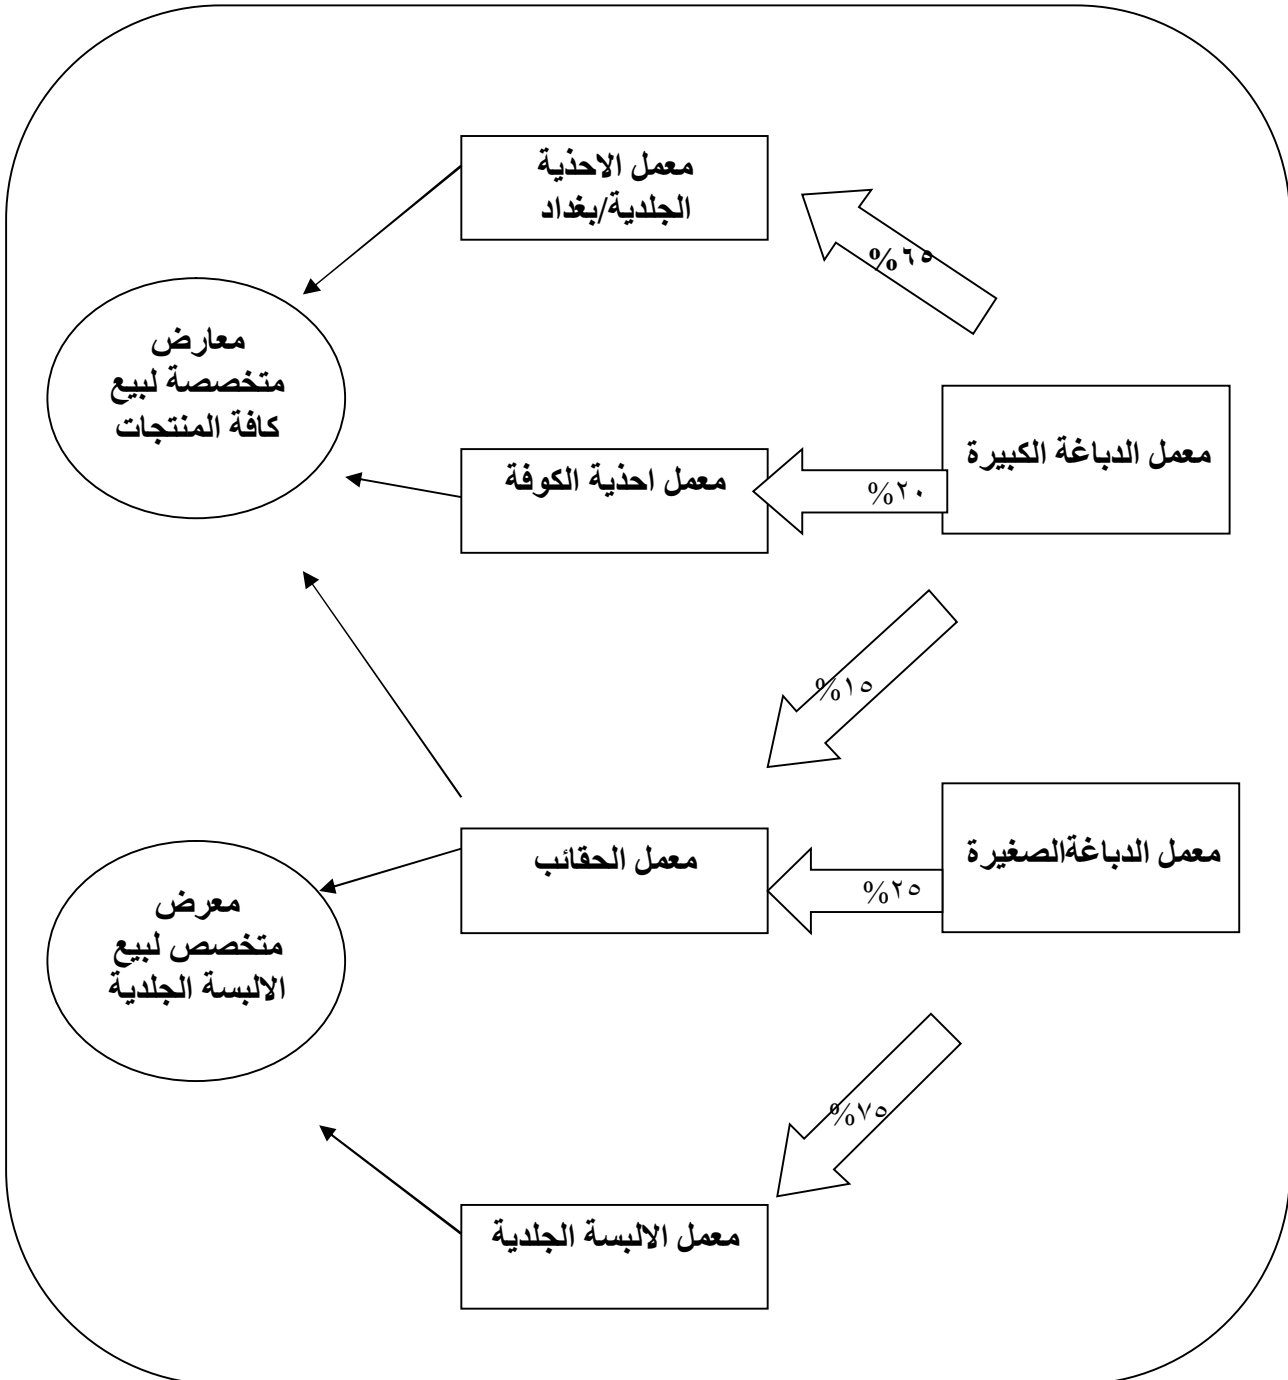 معمل الاحذية
الجلدية/بغداد
%٦٥
معارض
متخصصة لبيع
كافة المنتجات
معمل الدباغة الكبيرة
معمل احذية الكوفة
%٢٠
%١٥
معمل الدباغةالصغيرة
معمل الحقائب
%٢٥
معرض
متخصص لبيع
الالبسة الجلدية
%٧٥
معمل الالبسة الجلدية